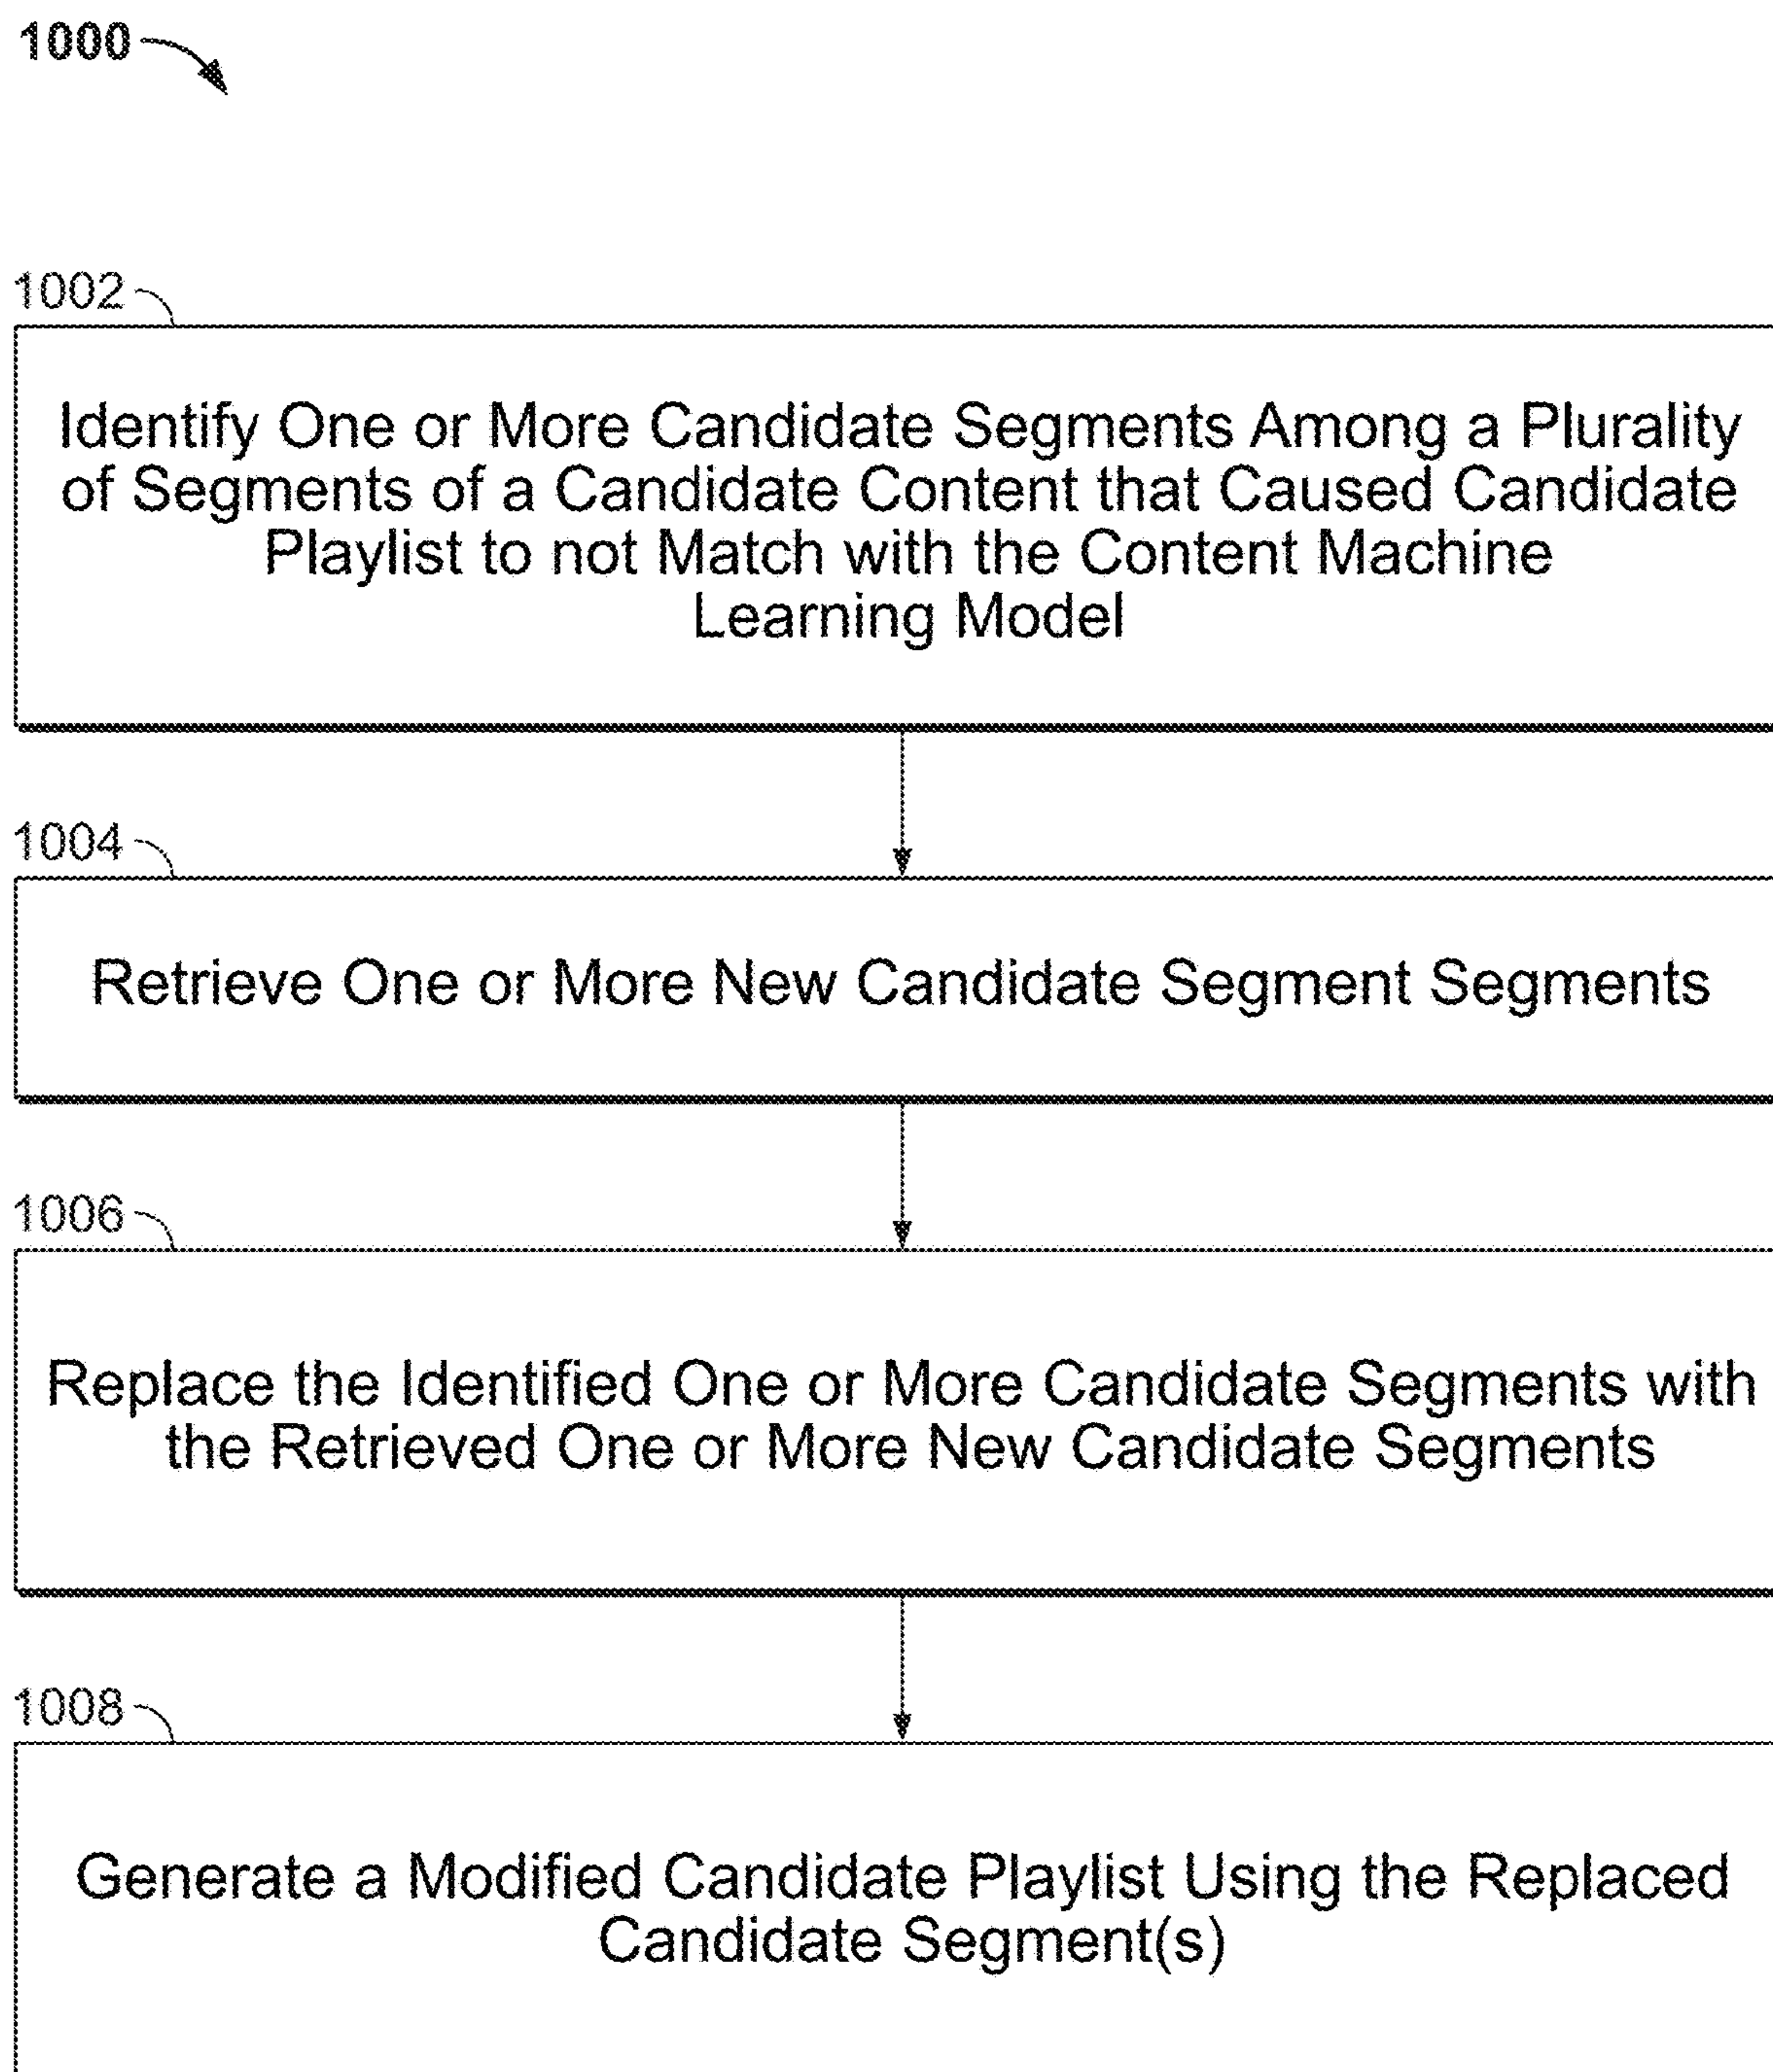 1000
1002
Identify One or More Candidate Segments Among a Plurality
of Segments of a Candidate Content that Caused Candidate
Playlist to not Match with the Content Machine
Learning Model
1004
Retrieve One or More New Candidate Segment Segments
1006
Replace the Identified One or More Candidate Segments with
the Retrieved One or More New Candidate Segments
1008
Generate a Modified Candidate Playlist Using the Replaced
Candidate Segment(s)